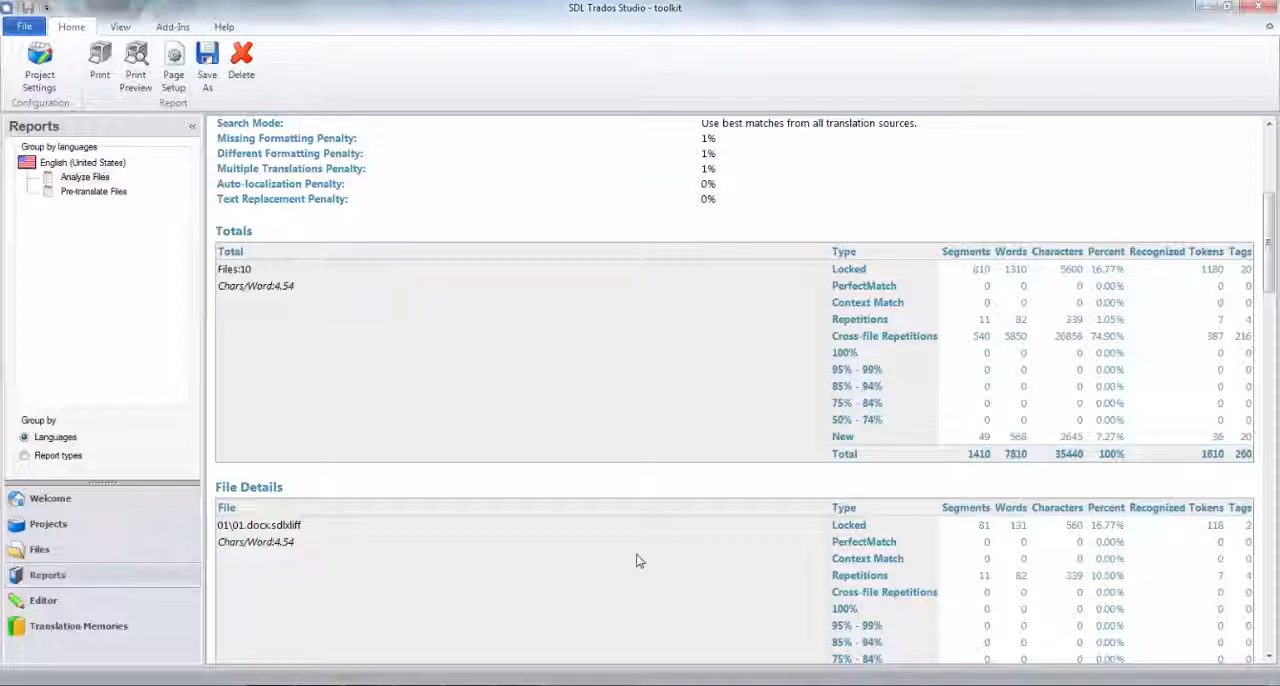 SDL Trados Studio - toolkit
File Home View Add-Ins Help
Project Settings Print Print Preview Page Setup Save As Delete
Configuration Report
Reports «
Group by languages
English (United States)
Analyze Files
Pre-translate Files
Group by
Languages
Report types
Welcome
Projects
Files
Reports
Editor
Translation Memories
Search Mode: Use best matches from all translation sources.
Missing Formatting Penalty: 1%
Different Formatting Penalty: 1%
Multiple Translations Penalty: 1%
Auto-localization Penalty: 0%
Text Replacement Penalty: 0%
Totals
Total Type Segments Words Characters Percent Recognized Tokens Tags
Files:10 Locked 810 1310 5600 16.77% 1180 20
Chars/Word:4.54 PerfectMatch 0 0 0 0.00% 0 0
Context Match 0 0 0 0.00% 0 0
Repetitions 11 82 339 1.05% 7 4
Cross-file Repetitions 540 5850 26856 74.90% 387 216
100% 0 0 0 0.00% 0 0
95% - 99% 0 0 0 0.00% 0 0
85% - 94% 0 0 0 0.00% 0 0
75% - 84% 0 0 0 0.00% 0 0
50% - 74% 0 0 0 0.00% 0 0
New 49 568 2645 7.27% 36 20
Total 1410 7810 35440 100% 1610 260
File Details
File Type Segments Words Characters Percent Recognized Tokens Tags
01\01.docx.sdlxliff Locked 81 131 560 16.77% 118 2
Chars/Word:4.54 PerfectMatch 0 0 0 0.00% 0 0
Context Match 0 0 0 0.00% 0 0
Repetitions 11 82 339 10.50% 7 4
Cross-file Repetitions 0 0 0 0.00% 0 0
100% 0 0 0 0.00% 0 0
95% - 99% 0 0 0 0.00% 0 0
85% - 94% 0 0 0 0.00% 0 0
75% - 84% 0 0 0 0.00% 0 0